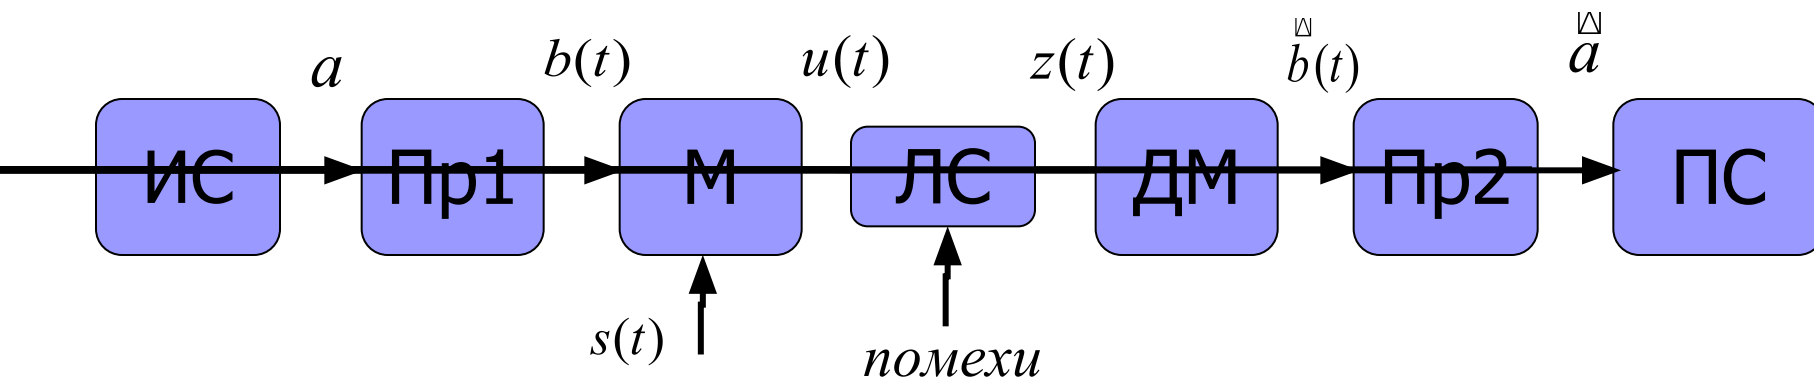 a b(t) u(t) z(t) b̂(t) â
ИС Пр1 М ЛС ДМ Пр2 ПС
s(t) помехи